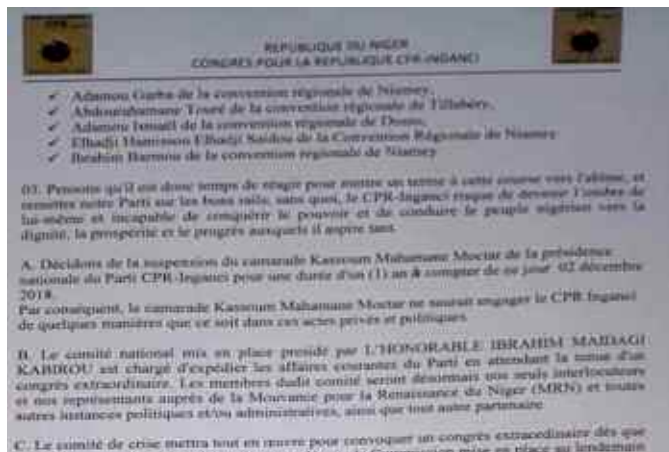 CPR
REPUBLIQUE DU NIGER
CONGRES POUR LA REPUBLIQUE CPR-INGANCI
✓ Adamou Garba de la convention régionale de Niamey,
✓ Abdourahamane Touré de la convention régionale de Tillabéry,
✓ Adamou Ismaël de la convention régionale de Dosso,
✓ Elhadji Hamissou Elhadji Saidou de la Convention Régionale de Niamey
✓ Ibrahim Barmou de la convention régionale de Niamey
03. Pensons qu'il est donc temps de réagir pour mettre un terme à cette course vers l'abîme, et
remettre notre Parti sur les bons rails, sans quoi, le CPR-Inganci risque de devenir l'ombre de
lui-même et incapable de conquérir le pouvoir et de conduire le peuple nigérien vers la
dignité, la prospérité et le progrès auxquels il aspire tant.
A. Décidons de la suspension du camarade Kassoum Mahamane Moctar de la présidence
nationale du Parti CPR-Inganci pour une durée d'un (1) an à compter de ce jour 02 décembre
2018.
Par conséquent, le camarade Kassoum Mahamane Moctar ne saurait engager le CPR Inganci
de quelques manières que ce soit dans ces actes privés et politiques
B. Le comité national mis en place présidé par L'HONORABLE IBRAHIM MAIDAGI
KABIROU est chargé d'expédier les affaires courantes du Parti en attendant la tenue d'un
congrès extraordinaire. Les membres dudit comité seront désormais nos seuls interlocuteurs
et nos représentants auprès de la Mouvance pour la Renaissance du Niger (MRN) et toutes
autres instances politiques et/ou administratives, ainsi que tout autre partenaire
C. Le comité de crise mettra tout en œuvre pour convoquer un congrès extraordinaire dès que
mise en place au lendemain